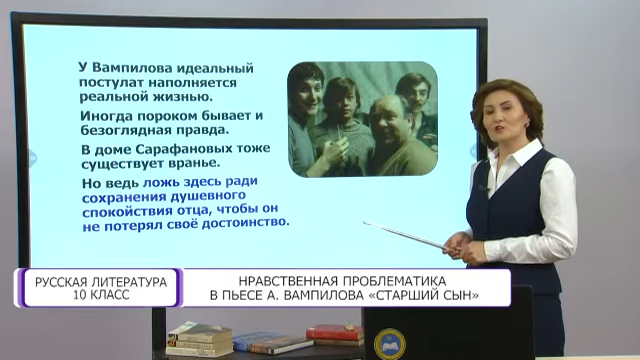 У Вампилова идеальный
постулат наполняется
реальной жизнью.
Иногда пороком бывает и
безоглядная правда.
В доме Сарафановых тоже
существует вранье.
Но ведь ложь здесь ради
сохранения душевного
спокойствия отца, чтобы он
не потерял своё достоинство.
РУССКАЯ ЛИТЕРАТУРА
10 КЛАСС
НРАВСТВЕННАЯ ПРОБЛЕМАТИКА
В ПЬЕСЕ А. ВАМПИЛОВА «СТАРШИЙ СЫН»